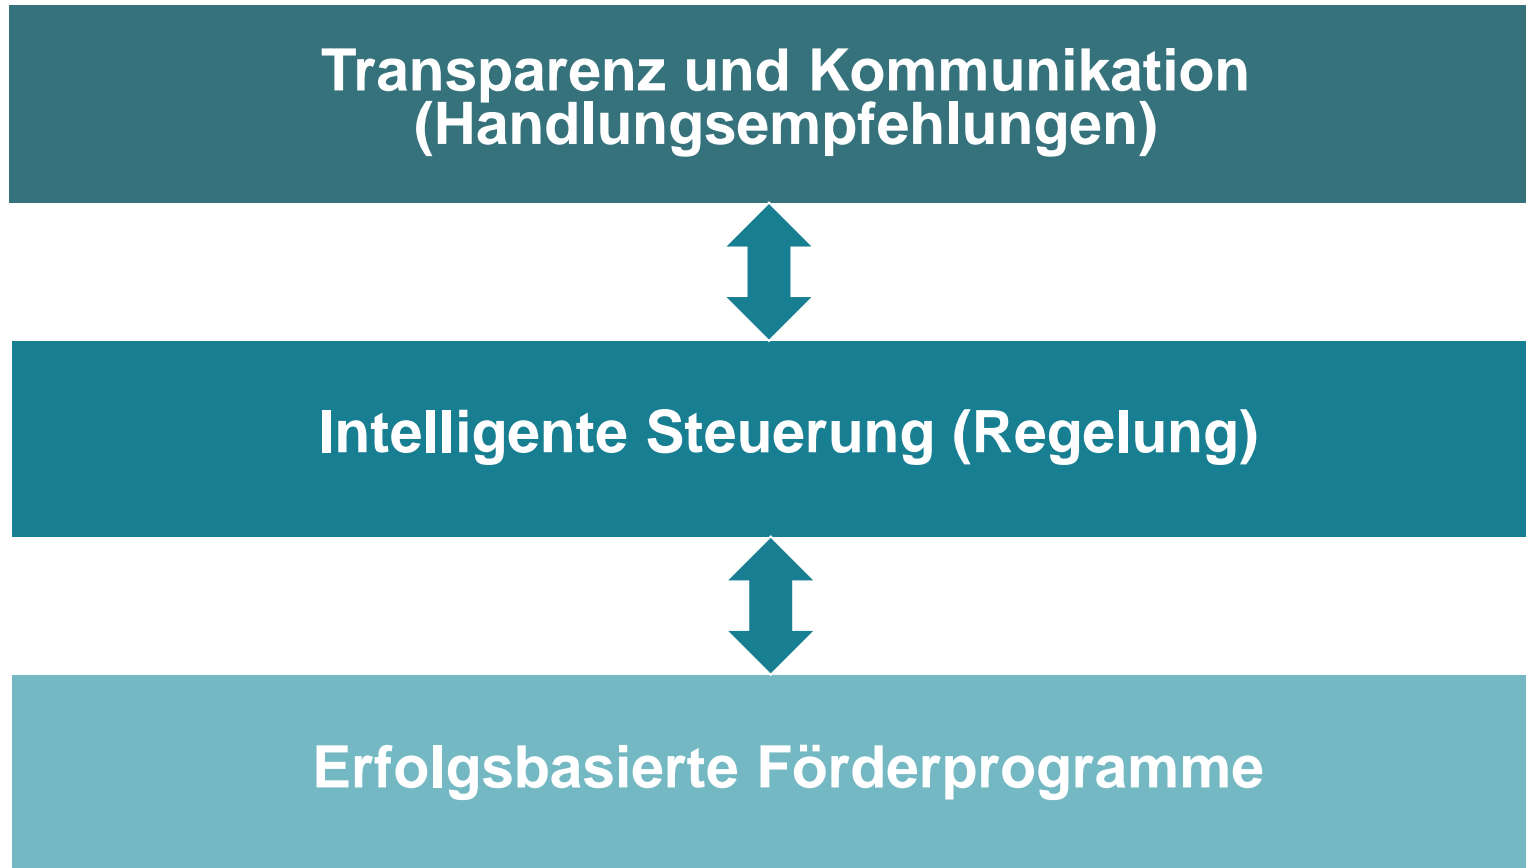 Transparenz und Kommunikation
(Handlungsempfehlungen)
Intelligente Steuerung (Regelung)
Erfolgsbasierte Förderprogramme